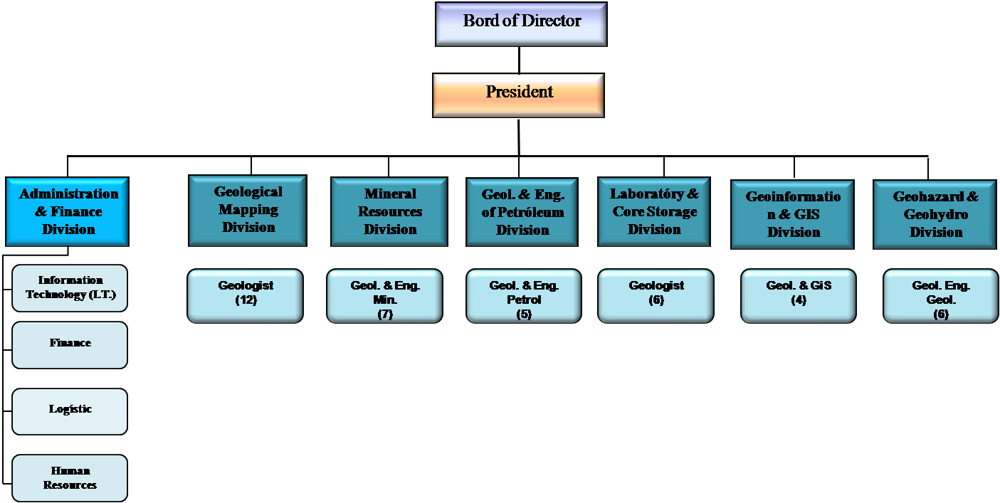 Bord of Director
President
Administration
& Finance
Division
Geological
Mapping
Division
Mineral
Resources
Division
Geol. & Eng.
of Petróleum
Division
Laboratóry &
Core Storage
Division
Geoinformatio
n & GIS
Division
Geohazard &
Geohydro
Division
Information
Technology (I.T.)
Finance
Logístic
Human
Resources
Geologist
(12)
Geol. & Eng.
Min.
(7)
Geol. & Eng.
Petrol
(5)
Geologist
(6)
Geol. & GiS
(4)
Geol. Eng.
Geol.
(6)